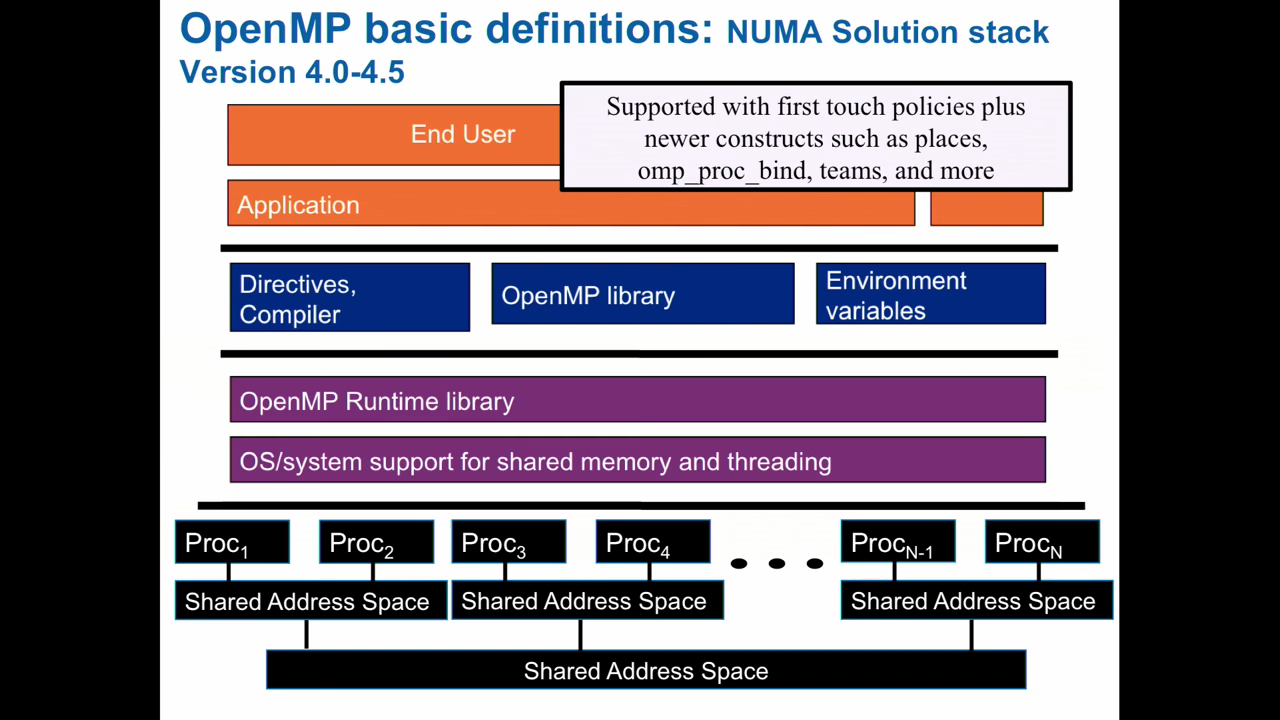 OpenMP basic definitions: NUMA Solution stack
Version 4.0-4.5
Supported with first touch policies plus
newer constructs such as places,
omp_proc_bind, teams, and more
End User
Application
Directives,
Compiler
OpenMP library
Environment
variables
OpenMP Runtime library
OS/system support for shared memory and threading
Proc1 Proc2 Proc3 Proc4 ProcN-1 ProcN
Shared Address Space Shared Address Space Shared Address Space
Shared Address Space